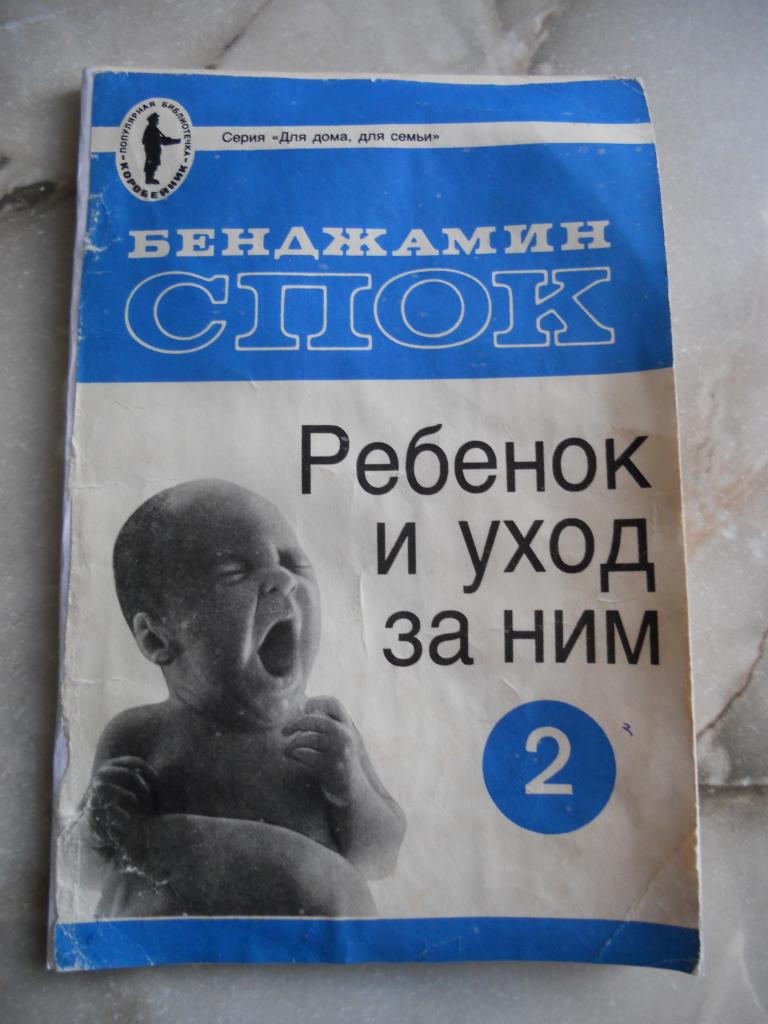 ПОПУЛЯРНАЯ БИБЛИОТЕЧКА
КОРОБЕЙНИК
Серия «Для дома, для семьи»
БЕНДЖАМИН
СПОК
Ребенок
и уход
за ним
2